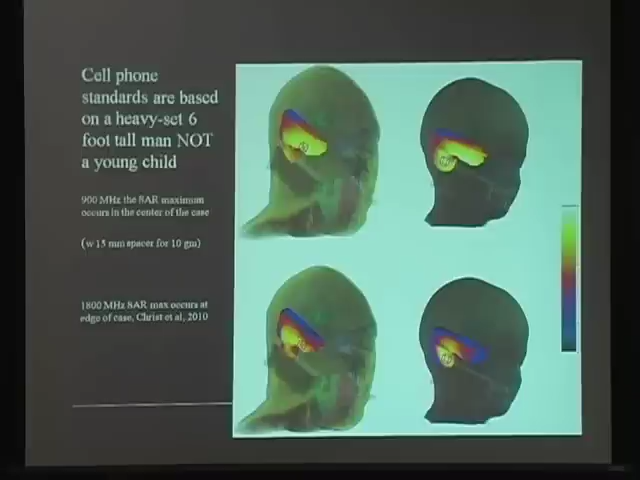 Cell phone
standards are based
on a heavy-set 6
foot tall man NOT
a young child
900 MHz the SAR maximum
occurs in the center of the case
(w 15 mm spacer for 10 gm)
1800 MHz SAR max occurs at
edge of case, Christ et al, 2010